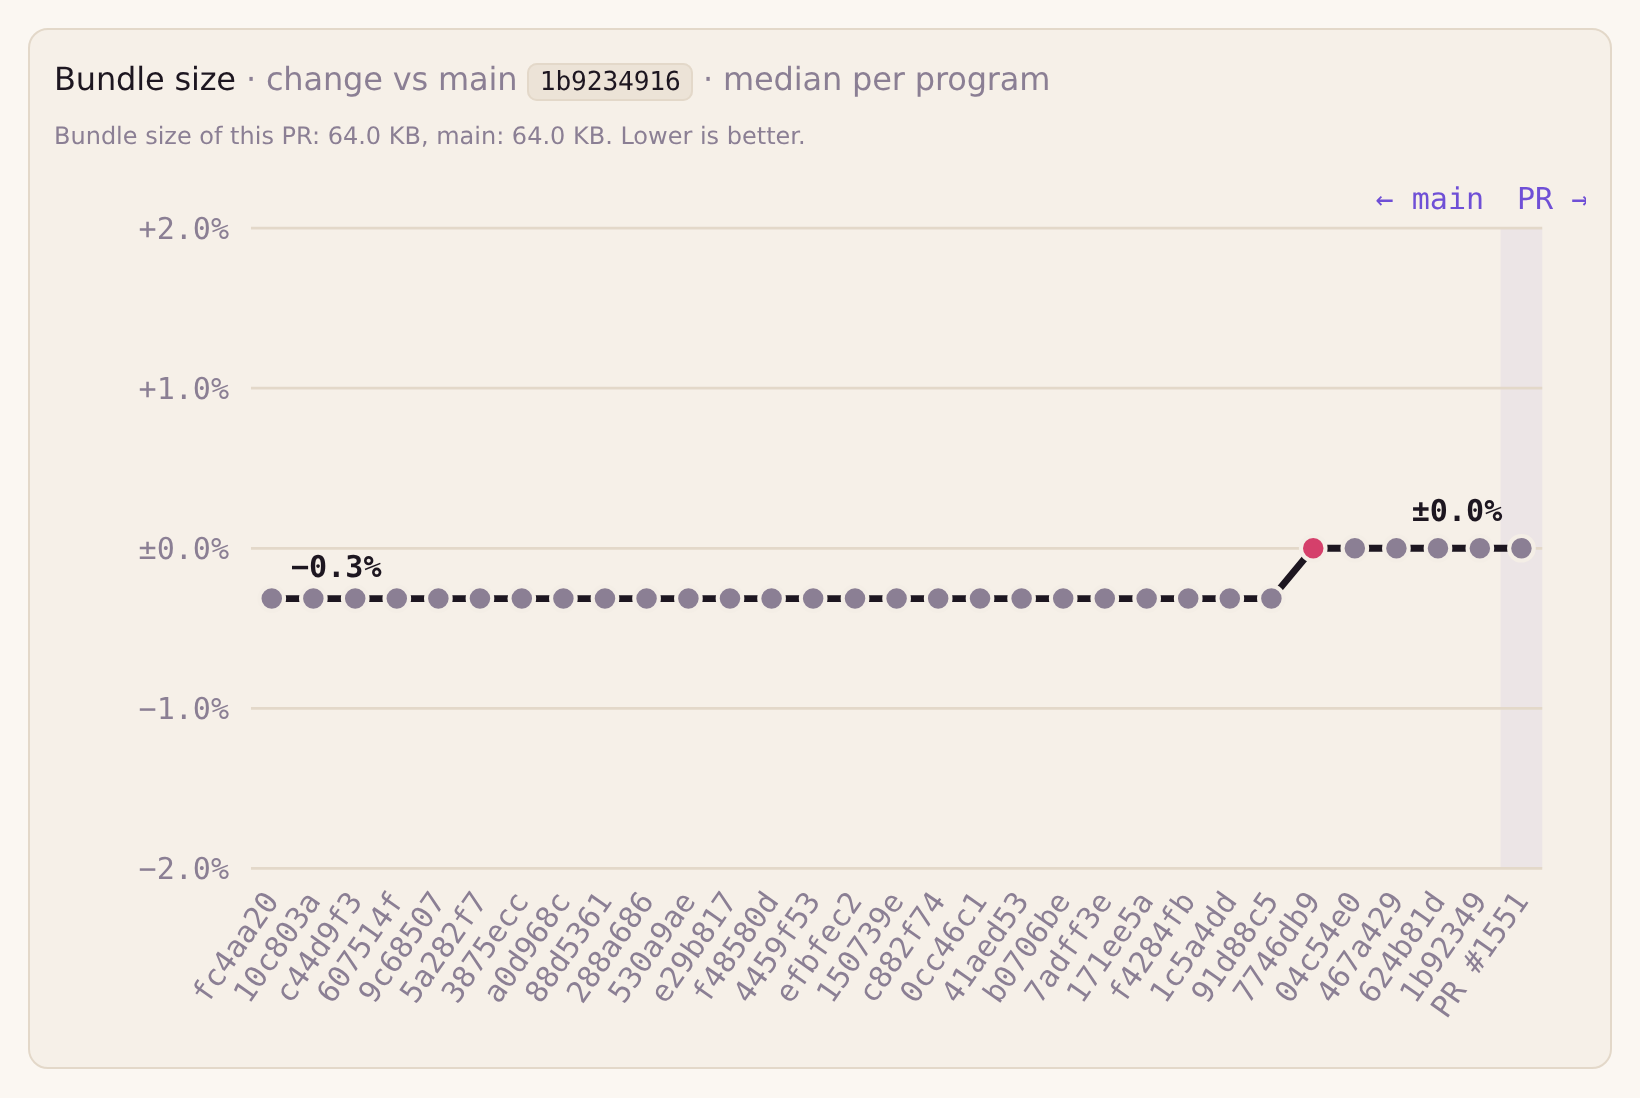 Bundle size · change vs main 1b9234916 · median per program
Bundle size of this PR: 64.0 KB, main: 64.0 KB. Lower is better.
← main PR →
+2.0%
+1.0%
±0.0%
±0.0%
−0.3%
−1.0%
−2.0%
fc4aa20
10c803a
c44d9f3
607514f
9c68507
5a282f7
3875ecc
a0d968c
88d5361
288a686
530a9ae
e29b817
f48580d
4459f53
efbfec2
150739e
c882f74
0cc46c1
41aed53
b0706be
7adff3e
171ee5a
f4284fb
1c5a4dd
91d88c5
7746db9
04c54e0
467a429
624b81d
1b92349
PR #1551